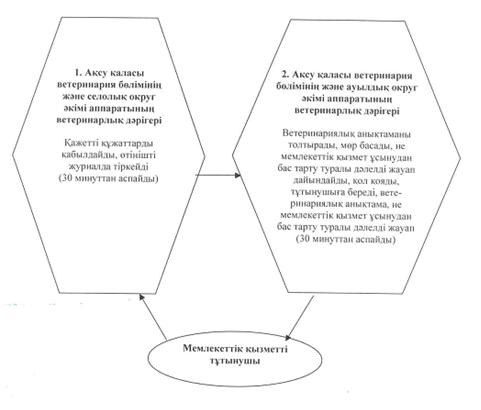 1. Ақсу қаласы
ветеринария бөлімінің
және селолық округ
әкімі аппаратының
ветеринарлық дәрігері
Қажетті құжаттарды
қабылдайды, өтінішті
журналда тіркейді
(30 минуттан аспайды)
2. Ақсу қаласы ветеринария
бөлімінің және ауылдық округ
әкімі аппаратының
ветеринарлық дәрігері
Ветеринариялық анықтаманы
толтырады, мөр басады, не
мемлекеттік қызмет ұсынудан
бас тарту туралы дәлелді жауап
дайындайды, қол қояды,
тұтынушыға береді, вете-
ринариялық анықтама, не
мемлекеттік қызмет ұсынудан
бас тарту туралы дәлелді жауап
(30 минуттан аспайды)
Мемлекеттік қызметті
тұтынушы